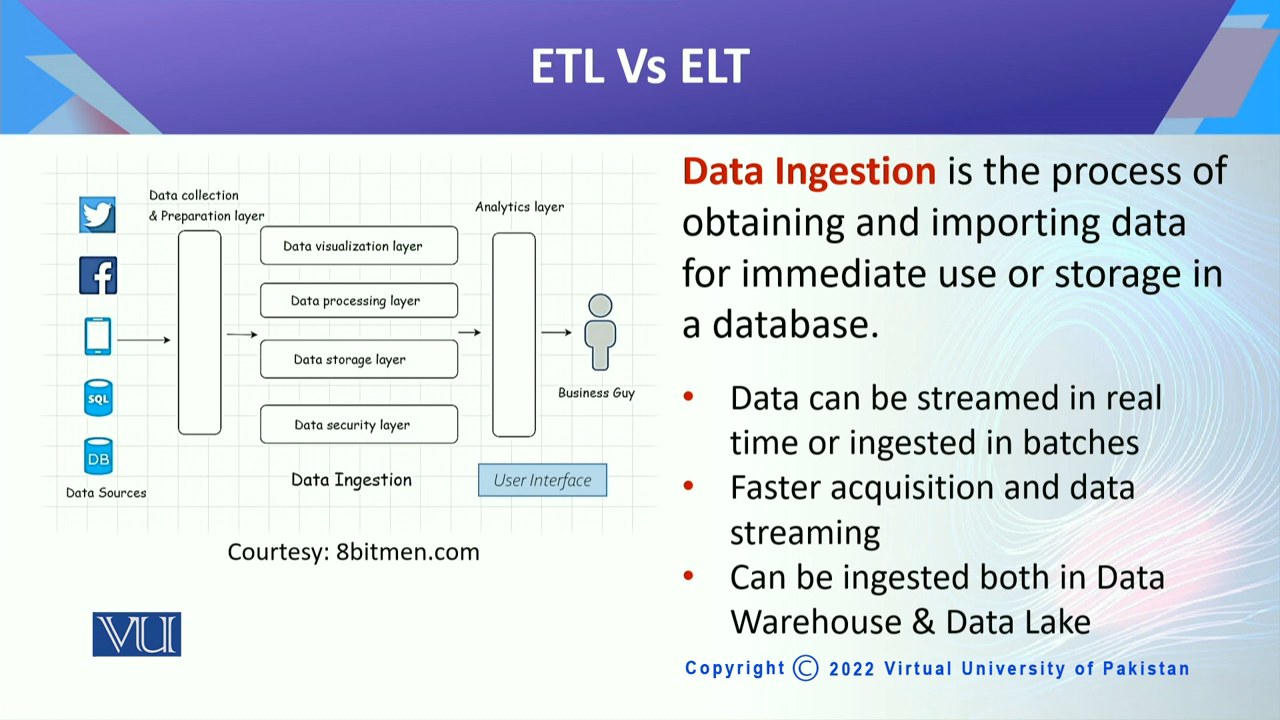 ETL Vs ELT
Data collection
& Preparation layer
Analytics layer
Data visualization layer
Data processing layer
Data storage layer
Data security layer
SQL
DB
Data Sources
Data Ingestion
User Interface
Business Guy
Courtesy: 8bitmen.com
VU
Data Ingestion is the process of
obtaining and importing data
for immediate use or storage in
a database.
• Data can be streamed in real
time or ingested in batches
• Faster acquisition and data
streaming
• Can be ingested both in Data
Warehouse & Data Lake
Copyright © 2022 Virtual University of Pakistan